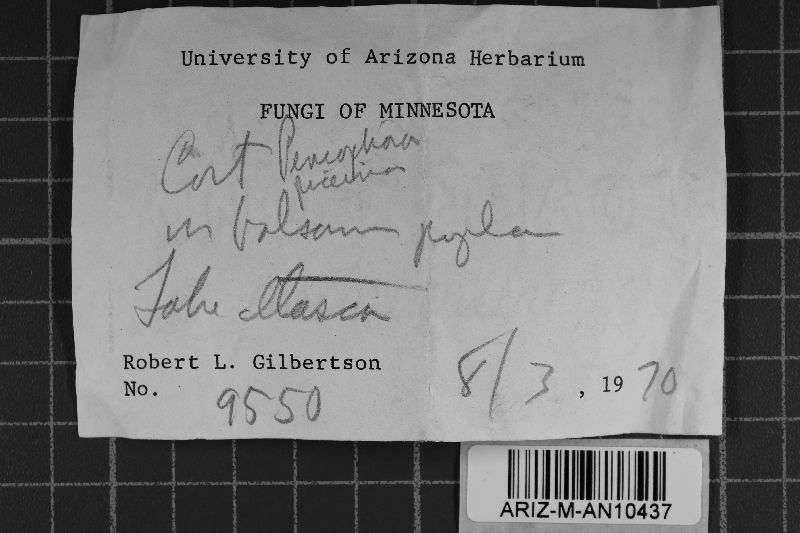 University of Arizona Herbarium
FUNGI OF MINNESOTA
Cort Peniophora
piceina
on balsam poplar
Lake Itasca
Robert L. Gilbertson
No. 9550
8/3, 1970
ARIZ-M-AN10437